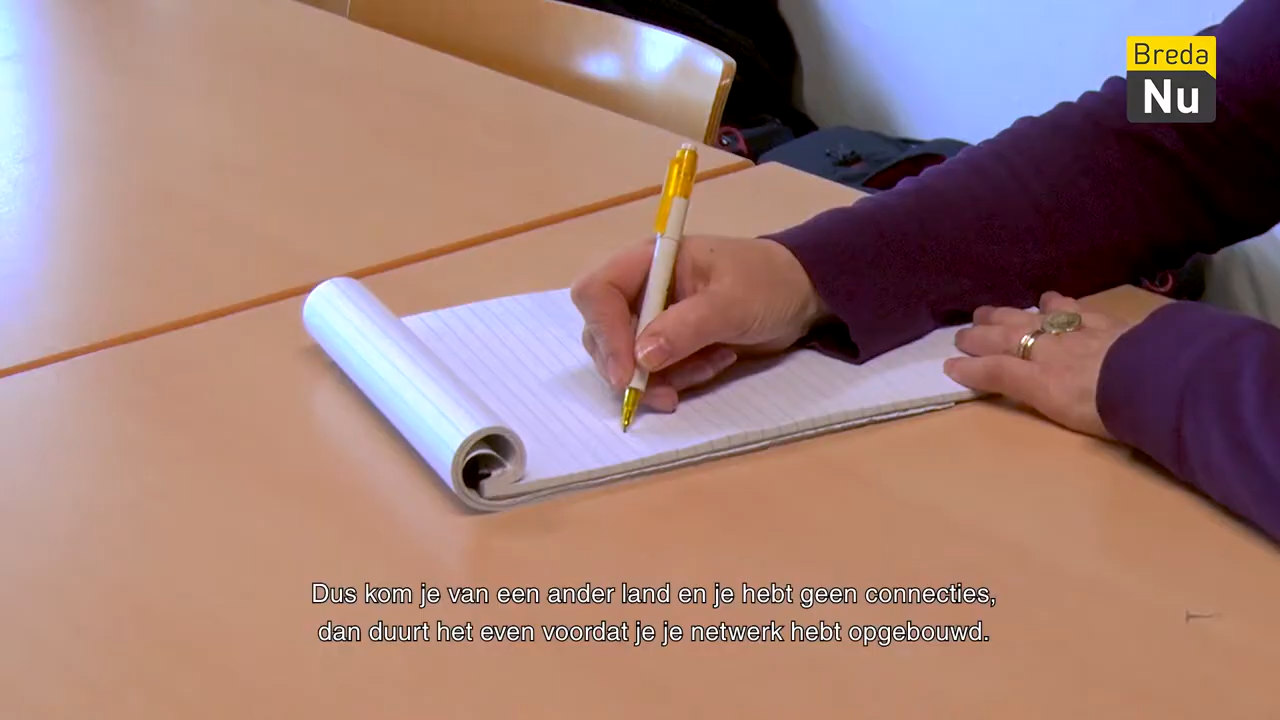 Breda
Nu
Dus kom je van een ander land en je hebt geen connecties,
dan duurt het even voordat je je netwerk hebt opgebouwd.